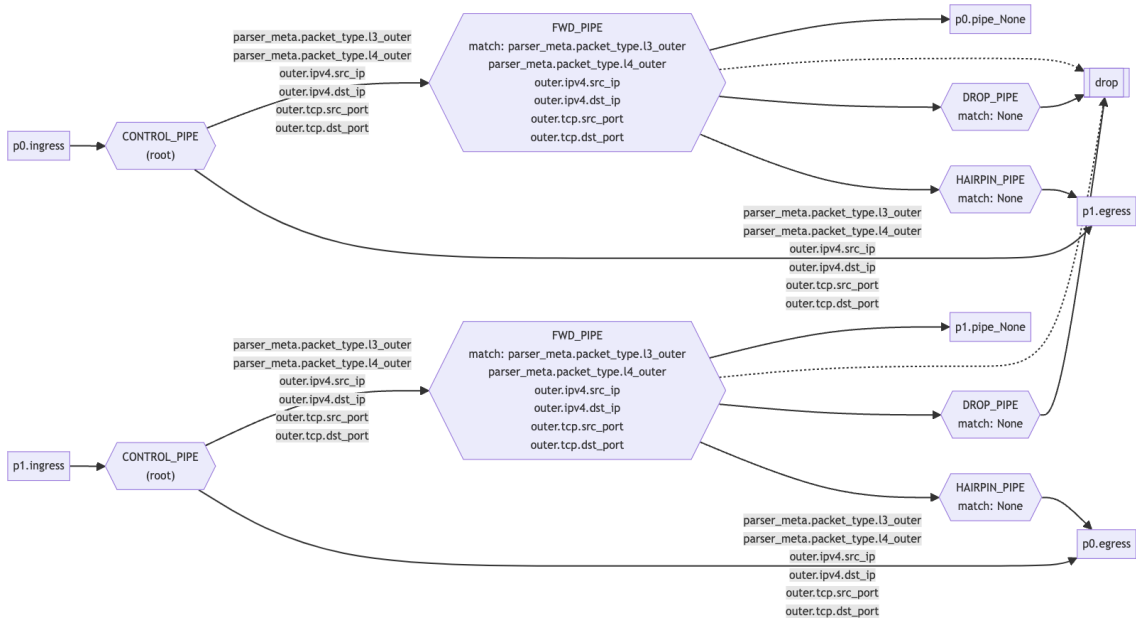 parser_meta.packet_type.l3_outer
parser_meta.packet_type.l4_outer
outer.ipv4.src_ip
outer.ipv4.dst_ip
outer.tcp.src_port
outer.tcp.dst_port
FWD_PIPE
match: parser_meta.packet_type.l3_outer
parser_meta.packet_type.l4_outer
outer.ipv4.src_ip
outer.ipv4.dst_ip
outer.tcp.src_port
outer.tcp.dst_port
p0.pipe_None
drop
DROP_PIPE
match: None
p0.ingress
CONTROL_PIPE
(root)
HAIRPIN_PIPE
match: None
p1.egress
parser_meta.packet_type.l3_outer
parser_meta.packet_type.l4_outer
outer.ipv4.src_ip
outer.ipv4.dst_ip
outer.tcp.src_port
outer.tcp.dst_port
parser_meta.packet_type.l3_outer
parser_meta.packet_type.l4_outer
outer.ipv4.src_ip
outer.ipv4.dst_ip
outer.tcp.src_port
outer.tcp.dst_port
FWD_PIPE
match: parser_meta.packet_type.l3_outer
parser_meta.packet_type.l4_outer
outer.ipv4.src_ip
outer.ipv4.dst_ip
outer.tcp.src_port
outer.tcp.dst_port
p1.pipe_None
DROP_PIPE
match: None
p1.ingress
CONTROL_PIPE
(root)
HAIRPIN_PIPE
match: None
p0.egress
parser_meta.packet_type.l3_outer
parser_meta.packet_type.l4_outer
outer.ipv4.src_ip
outer.ipv4.dst_ip
outer.tcp.src_port
outer.tcp.dst_port